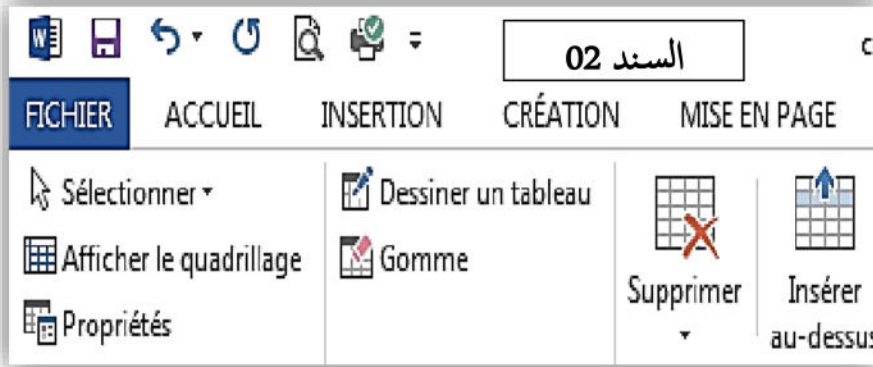 السند 02
FICHIER ACCUEIL INSERTION CRÉATION MISE EN PAGE
Sélectionner Dessiner un tableau
Afficher le quadrillage Gomme
Propriétés
Supprimer Insérer
au-dessus